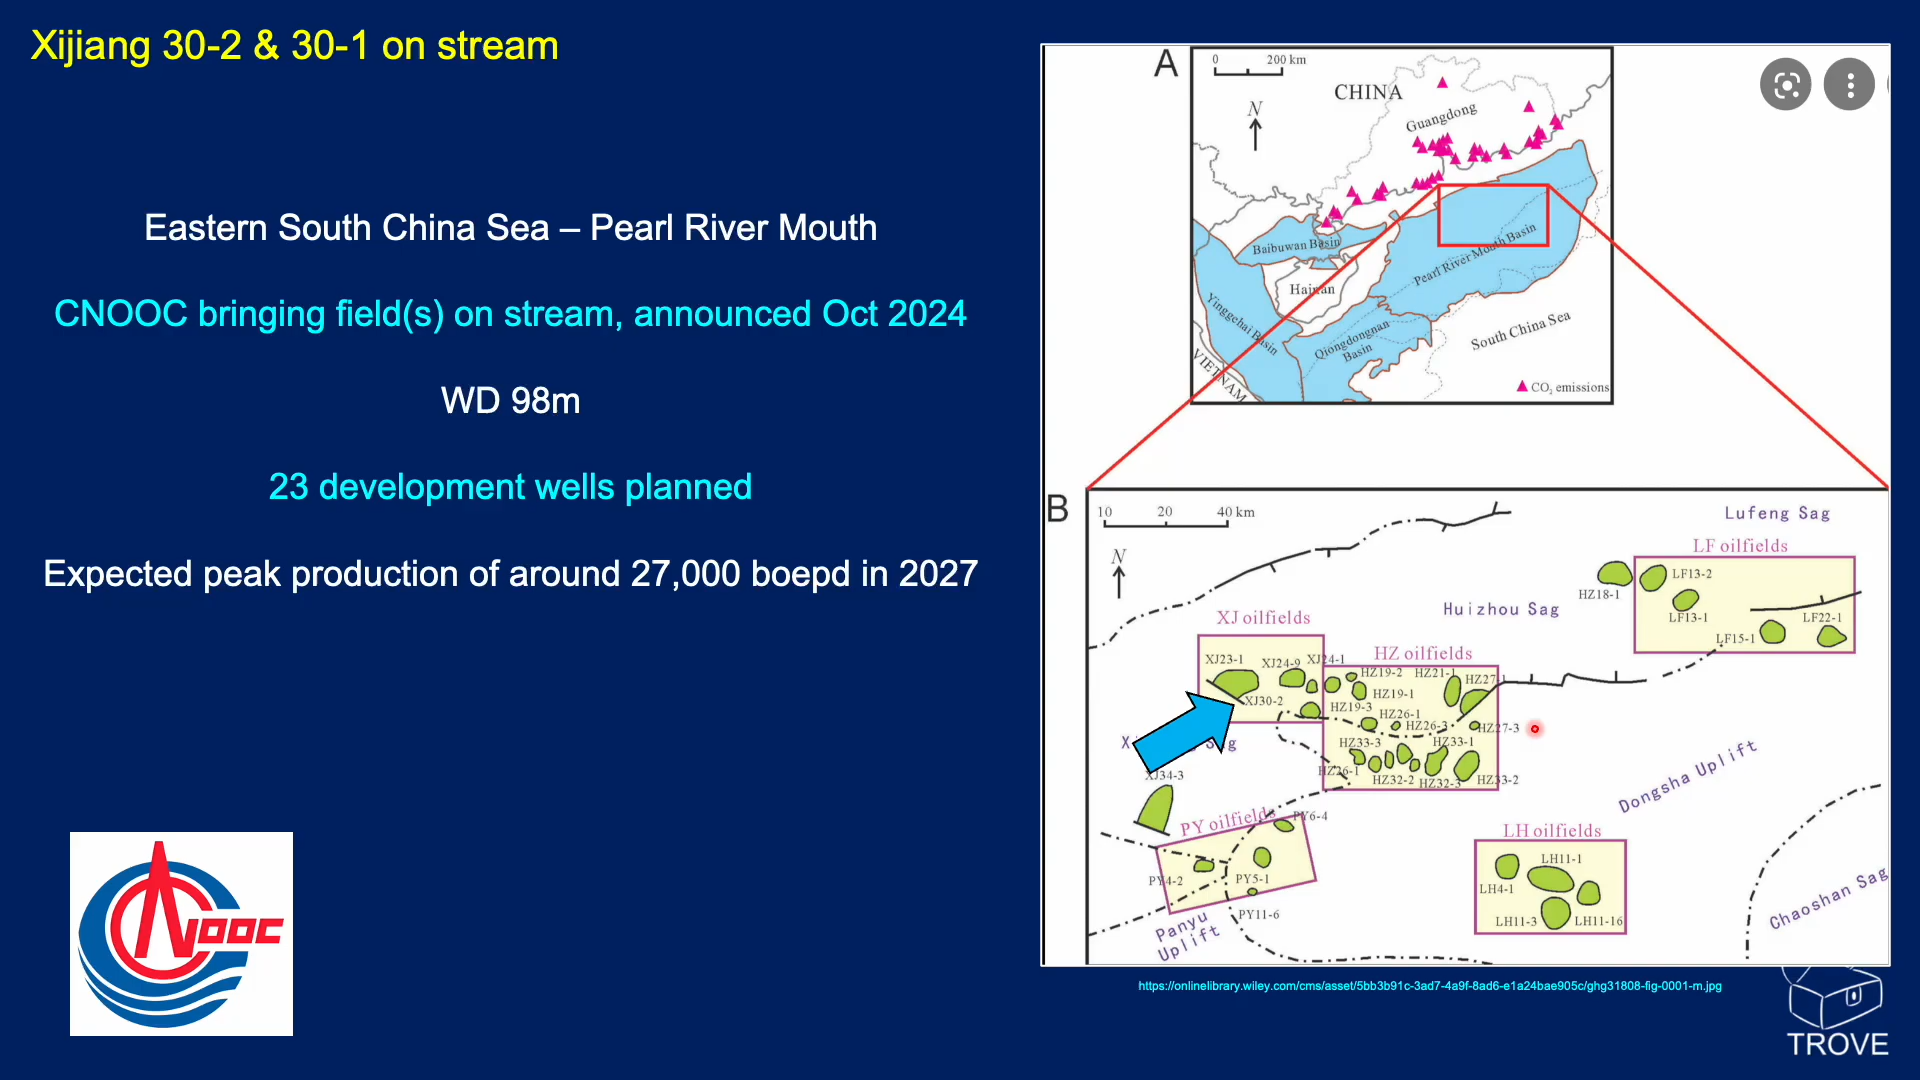 Xijiang 30-2 & 30-1 on stream
Eastern South China Sea – Pearl River Mouth
CNOOC bringing field(s) on stream, announced Oct 2024
WD 98m
23 development wells planned
Expected peak production of around 27,000 boepd in 2027
CNOOC
A
0 200 km
CHINA
N
Guangdong
Baibuwan Basin
Pearl River Mouth Basin
Hainan
Yinggehai Basin
Qiongdongnan Basin
South China Sea
VIETNAM
CO₂ emissions
B
10 20 40 km
N
Lufeng Sag
LF oilfields
LF13-2
HZ18-1
LF13-1
LF15-1
LF22-1
Huizhou Sag
XJ oilfields
XJ23-1
XJ24-9
XJ24-1
XJ30-2
HZ oilfields
HZ19-2
HZ21-1
HZ27-1
HZ19-1
HZ19-3
HZ26-1
HZ26-3
HZ27-3
HZ33-3
HZ33-1
HZ26-1
HZ32-2
HZ32-3
HZ33-2
XJ34-3
Dongsha Uplift
PY oilfields
PY6-4
PY4-2
PY5-1
PY11-6
Panyu Uplift
LH oilfields
LH11-1
LH4-1
LH11-3
LH11-16
Chaoshan Sag
https://onlinelibrary.wiley.com/cms/asset/5bb3b91c-3ad7-4a9f-8ad6-e1a24bae905c/ghg31808-fig-0001-m.jpg
TROVE